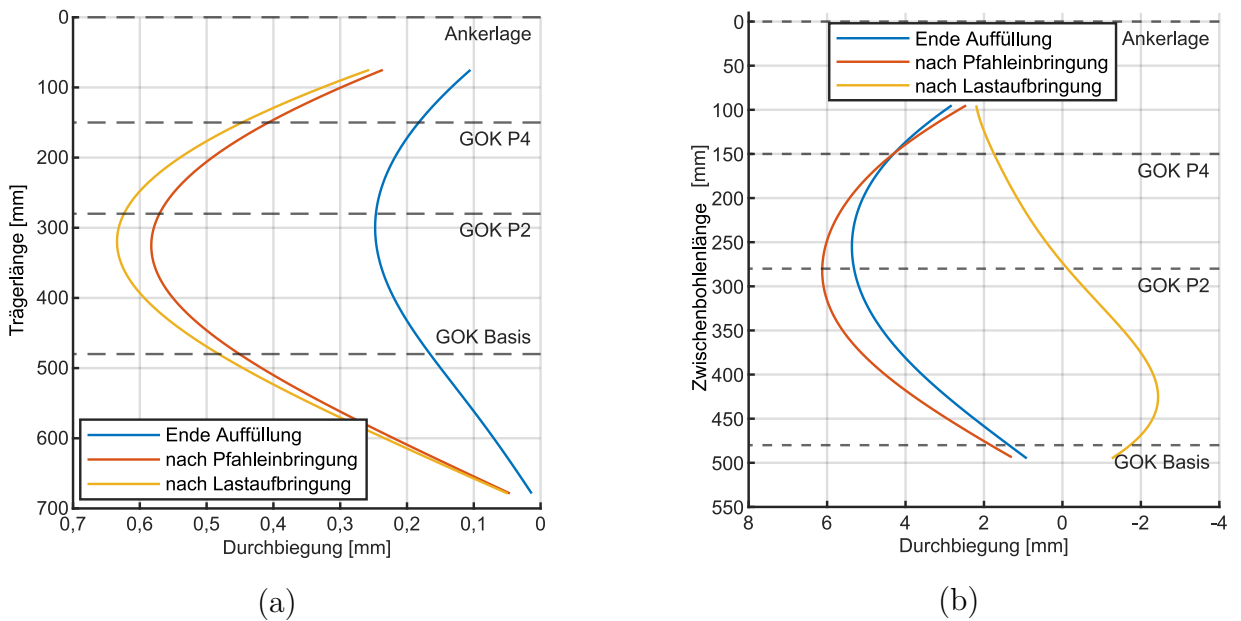 0
100
200
300
400
500
600
700
Trägerlänge [mm]
Ankerlage
GOK P4
GOK P2
GOK Basis
Ende Auffüllung
nach Pfahleinbringung
nach Lastaufbringung
0,7 0,6 0,5 0,4 0,3 0,2 0,1 0
Durchbiegung [mm]
(a)
0
50
100
150
200
250
300
350
400
450
500
550
Zwischenbohlenlänge [mm]
Ende Auffüllung
nach Pfahleinbringung
nach Lastaufbringung
Ankerlage
GOK P4
GOK P2
GOK Basis
8 6 4 2 0 -2 -4
Durchbiegung [mm]
(b)